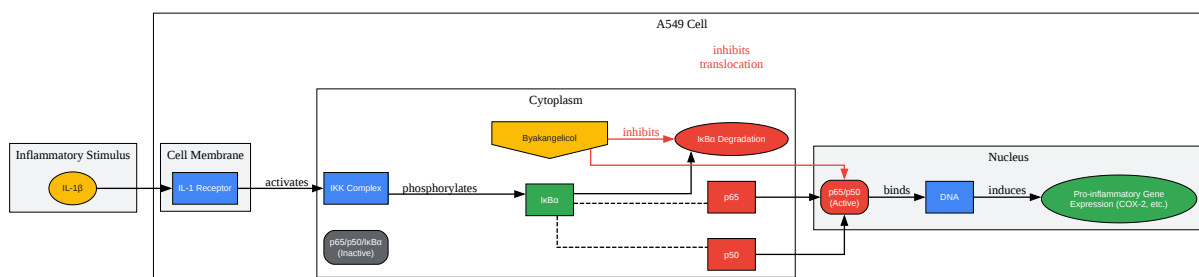 A549 Cell
inhibits
translocation
Cytoplasm
Byakangelicol
inhibits
IκBα Degradation
Inflammatory Stimulus
Cell Membrane
Nucleus
IL-1β
IL-1 Receptor
activates
IKK Complex
phosphorylates
IκBα
p65
p65/p50
(Active)
binds
DNA
induces
Pro-inflammatory Gene
Expression (COX-2, etc.)
p65/p50/IκBα
(Inactive)
p50